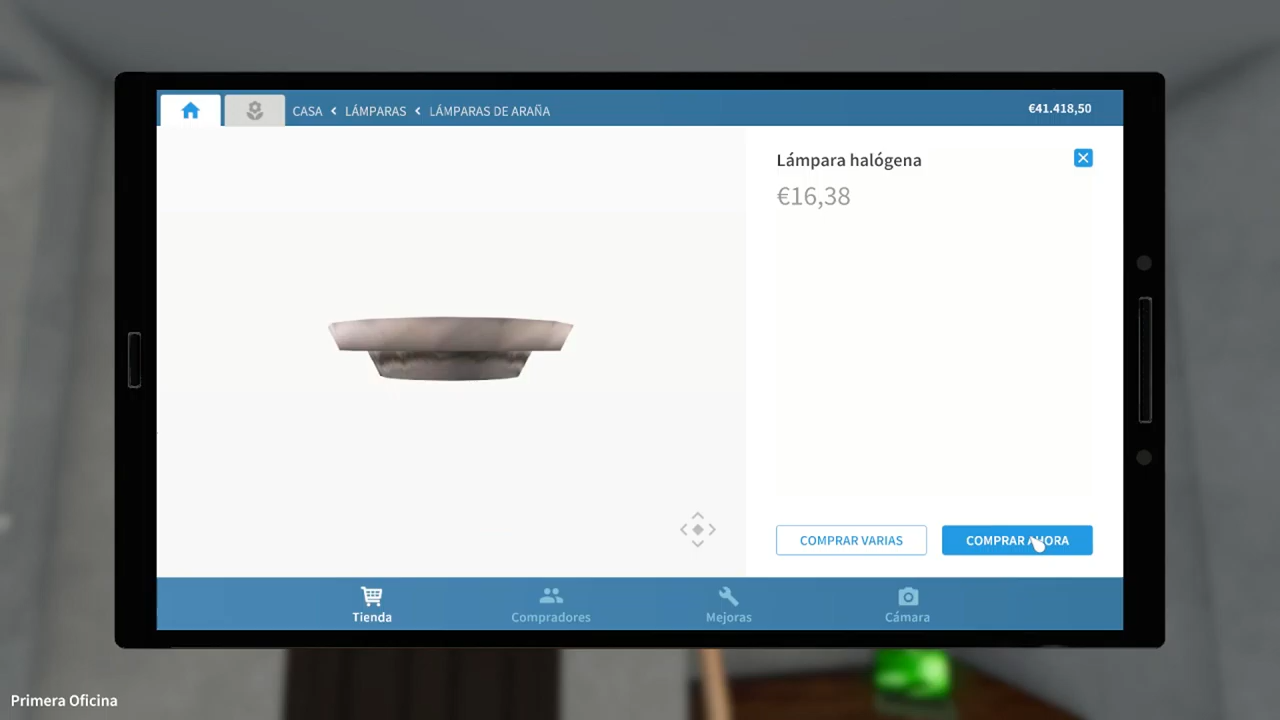 CASA < LÁMPARAS < LÁMPARAS DE ARAÑA
€41.418,50
Lámpara halógena
€16,38
COMPRAR VARIAS
COMPRAR AHORA
Tienda
Compradores
Mejoras
Cámara
Primera Oficina